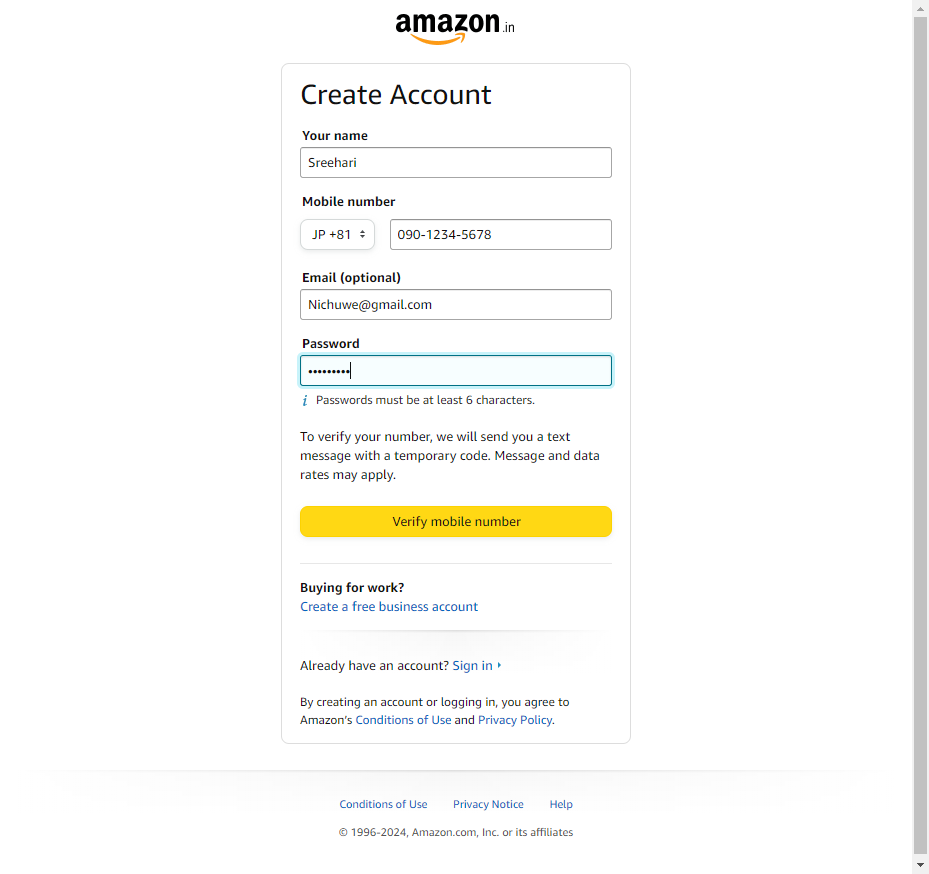 amazon.in
Create Account
Your name
Sreehari
Mobile number
JP +81 090-1234-5678
Email (optional)
Nichuwe@gmail.com
Password
•••••••••
i Passwords must be at least 6 characters.
To verify your number, we will send you a text
message with a temporary code. Message and data
rates may apply.
Verify mobile number
Buying for work?
Create a free business account
Already have an account? Sign in
By creating an account or logging in, you agree to
Amazon's Conditions of Use and Privacy Policy.
Conditions of Use Privacy Notice Help
© 1996-2024, Amazon.com, Inc. or its affiliates